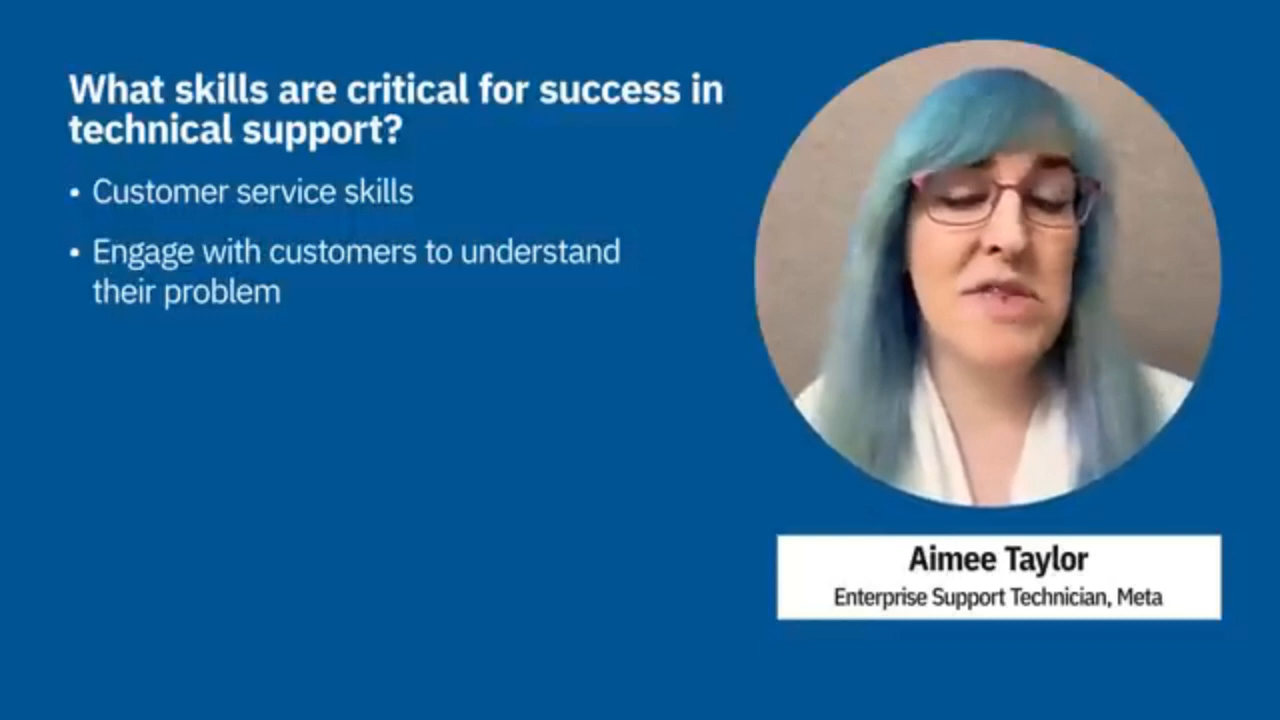 What skills are critical for success in
technical support?
• Customer service skills
• Engage with customers to understand
their problem
Aimee Taylor
Enterprise Support Technician, Meta